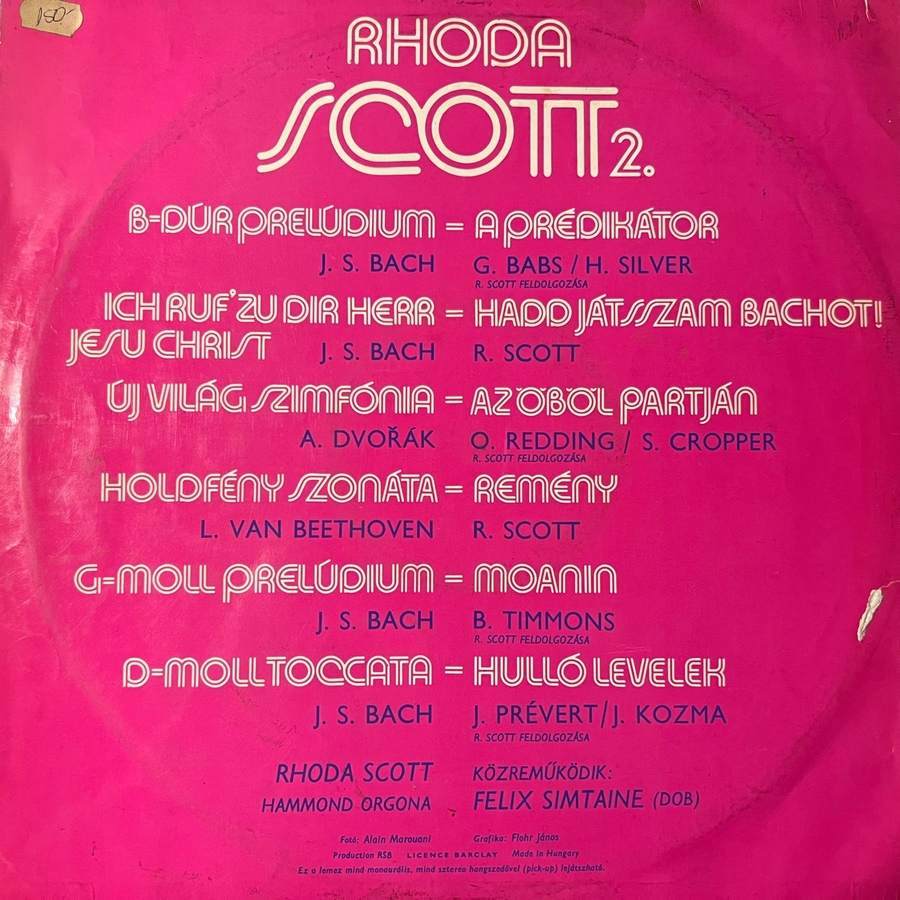 150.-
RHODA
SCOTT 2.
B=DÚR PRELÚDIUM = A PRÉDIKÁTOR
J. S. BACH G. BABS / H. SILVER
R. SCOTT FELDOLGOZÁSA
ICH RUF' ZU DIR HERR = HADD JÁTSSZAM BACHOT!
JESU CHRIST J. S. BACH R. SCOTT
ÚJ VILÁG SZIMFÓNIA = AZ ÖBÖL PARTJÁN
A. DVOŘÁK O. REDDING / S. CROPPER
R. SCOTT FELDOLGOZÁSA
HOLDFÉNY SZONÁTA = REMÉNY
L. VAN BEETHOVEN R. SCOTT
G=MOLL PRELÚDIUM = MOANIN
J. S. BACH B. TIMMONS
R. SCOTT FELDOLGOZÁSA
D=MOLL TOCCATA = HULLÓ LEVELEK
J. S. BACH J. PRÉVERT/J. KOZMA
R. SCOTT FELDOLGOZÁSA
RHODA SCOTT KÖZREMŰKÖDIK:
HAMMOND ORGONA FELIX SIMTAINE (DOB)
Fotó: Alain Marouani Grafika: Flohr János
Production RSB LICENCE BARCLAY Made in Hungary
Ez a lemez mind monaurális, mind sztereo hangszedővel (pick-up) lejátszható.